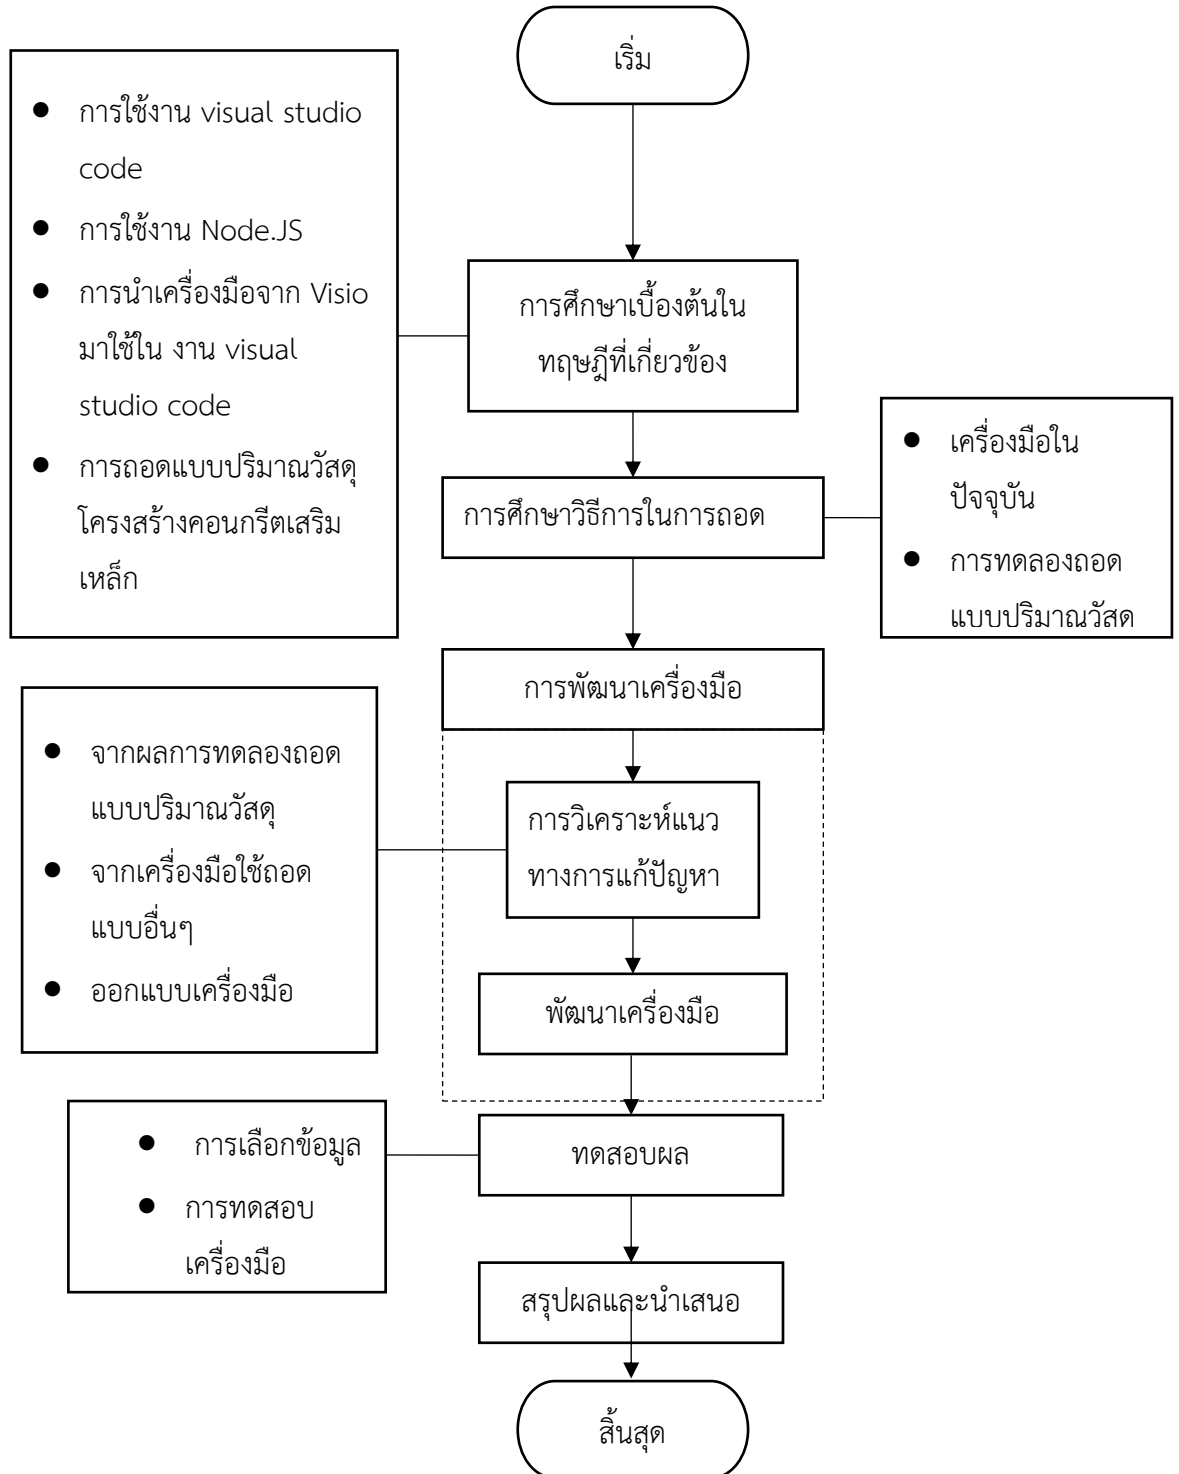 เริ่ม
● การใช้งาน visual studio
code
● การใช้งาน Node.JS
● การนำเครื่องมือจาก Visio
มาใช้ใน งาน visual
studio code
● การถอดแบบปริมาณวัสดุ
โครงสร้างคอนกรีตเสริม
เหล็ก
การศึกษาเบื้องต้นใน
ทฤษฎีที่เกี่ยวข้อง
การศึกษาวิธีการในการถอด
● เครื่องมือใน
ปัจจุบัน
● การทดลองถอด
แบบปริมาณวัสด
การพัฒนาเครื่องมือ
● จากผลการทดลองถอด
แบบปริมาณวัสดุ
● จากเครื่องมือใช้ถอด
แบบอื่นๆ
● ออกแบบเครื่องมือ
การวิเคราะห์แนว
ทางการแก้ปัญหา
พัฒนาเครื่องมือ
● การเลือกข้อมูล
● การทดสอบ
เครื่องมือ
ทดสอบผล
สรุปผลและนำเสนอ
สิ้นสุด